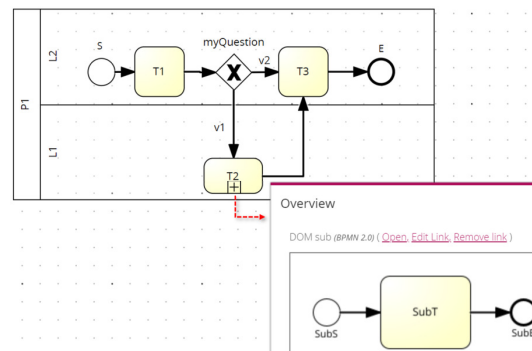 P1
L2
S
T1
myQuestion
v2
T3
E
L1
v1
T2
Overview
DOM sub (BPMN 2.0) ( Open, Edit Link, Remove link )
SubS
SubT
SubE